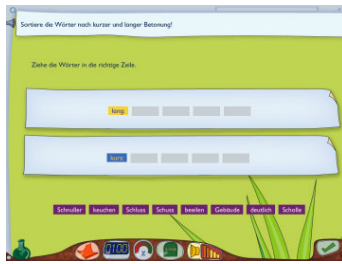 Sortiere die Wörter nach kurzer und langer Betonung!
Ziehe die Wörter in die richtige Zeile.
lang:
kurz:
Schnuller keuchen Schluss Schuss beeilen Gebäude deutlich Scholle